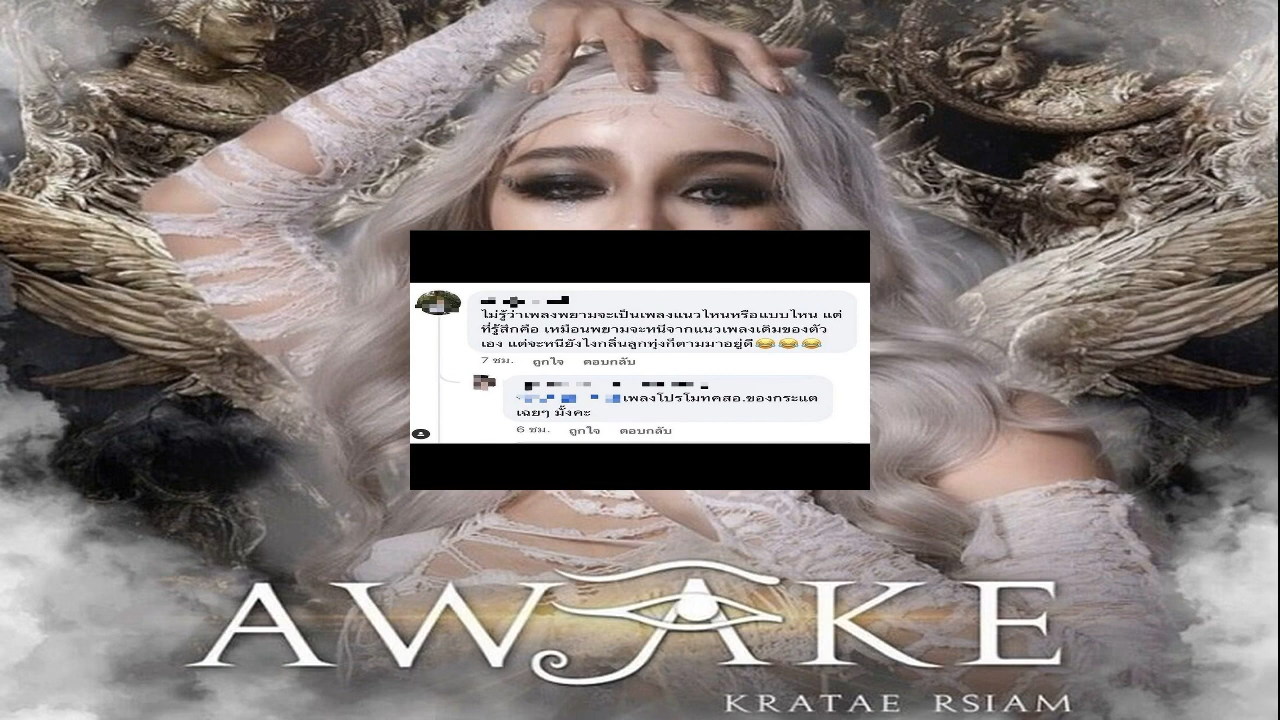 ไม่รู้ว่าเพลงพยามจะเป็นเพลงแนวไหนหรือแบบไหน แต่
ที่รู้สึกคือ เหมือนพยามจะหนีจากแนวเพลงเดิมของตัว
เอง แต่จะหนียังไงกลิ่นลูกทุ่งก็ตามมาอยู่ดี😂😂😂
7 ชม. ถูกใจ ตอบกลับ
เพลงโปรโมทคสอ.ของกระแต
เฉยๆ มั้งคะ
6 ชม. ถูกใจ ตอบกลับ
AWAKE
KRATAE RSIAM